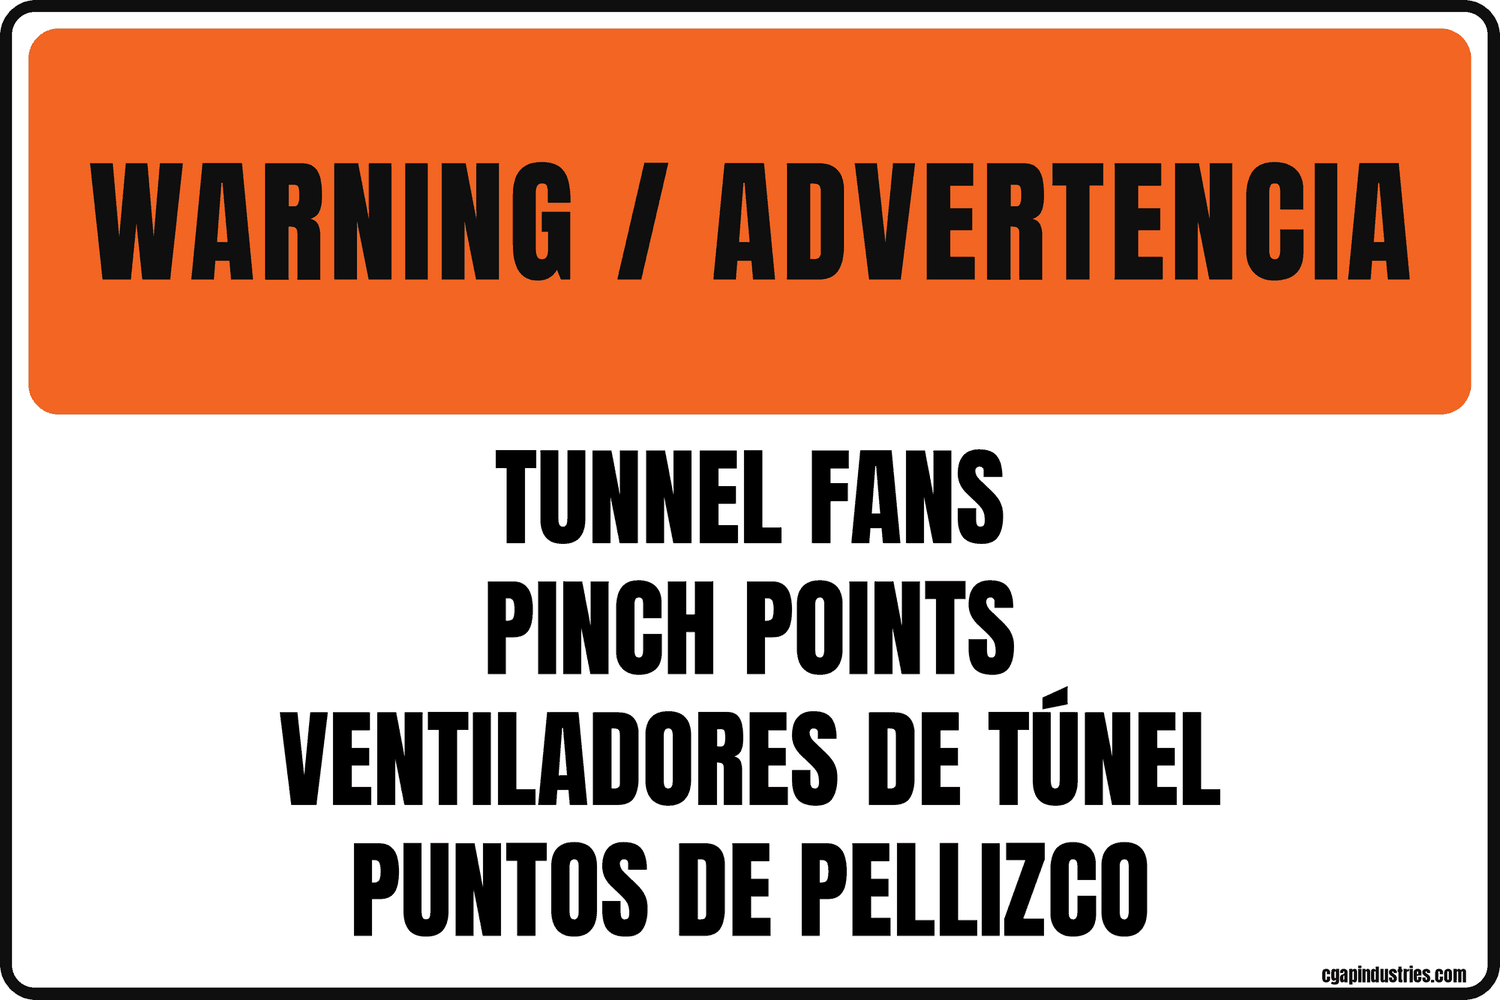 WARNING / ADVERTENCIA
TUNNEL FANS
PINCH POINTS
VENTILADORES DE TÚNEL
PUNTOS DE PELLIZCO
cgapindustries.com